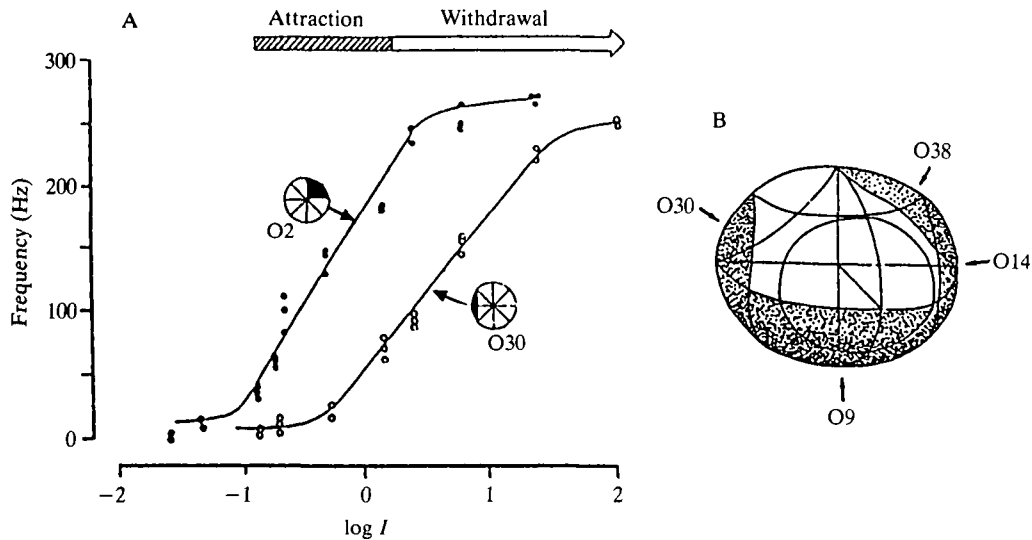 A
Attraction
Withdrawal
300
200
100
0
Frequency (Hz)
O2
O30
−2
−1
0
1
2
log I
B
O38
O30
O14
O9